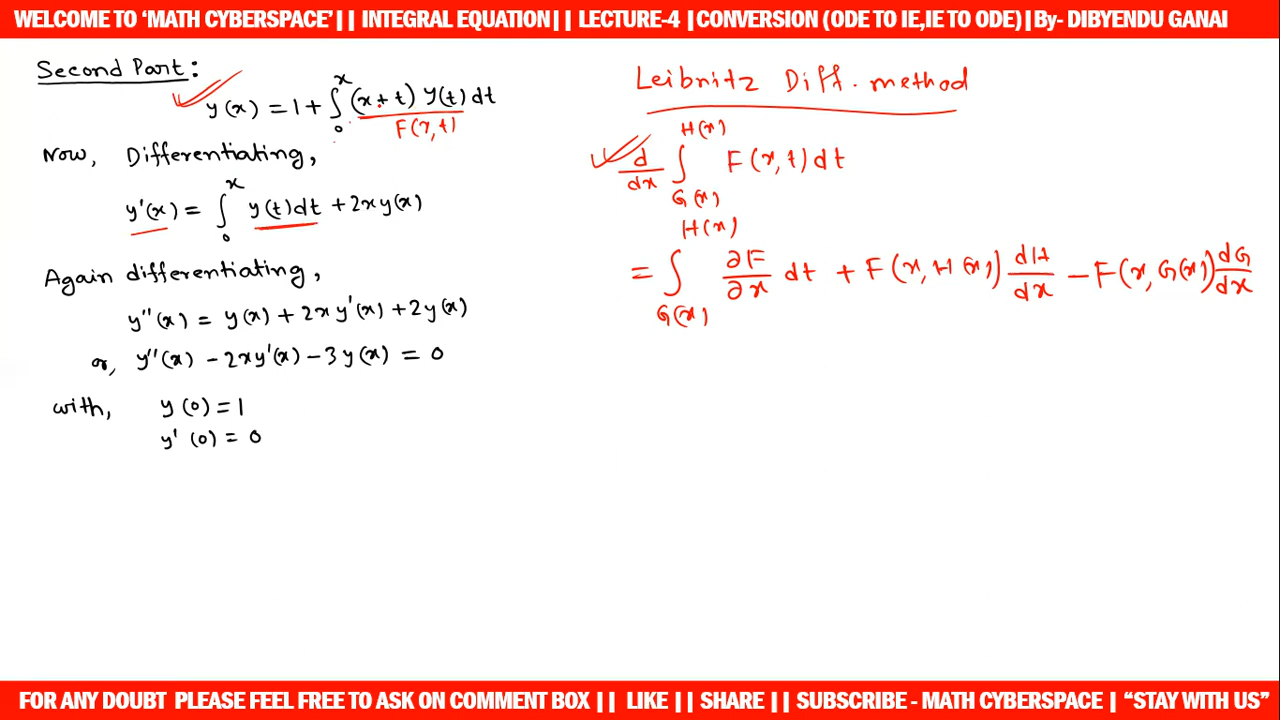 WELCOME TO ‘MATH CYBERSPACE’|| INTEGRAL EQUATION|| LECTURE-4 |CONVERSION (ODE TO IE,IE TO ODE)|By- DIBYENDU GANAI
Second Part:
y(x) = 1 + ∫₀ˣ (x+t) y(t) dt
F(x,t)
Now, Differentiating,
y'(x) = ∫₀ˣ y(t)dt + 2xy(x)
Again differentiating,
y''(x) = y(x) + 2xy'(x) + 2y(x)
or, y''(x) - 2xy'(x) - 3y(x) = 0
with, y(0) = 1
y'(0) = 0
Leibnitz Diff. method
d/dx ∫_{G(x)}^{H(x)} F(x,t) dt
= ∫_{G(x)}^{H(x)} ∂F/∂x dt + F(x, H(x)) dH/dx - F(x, G(x)) dG/dx
FOR ANY DOUBT PLEASE FEEL FREE TO ASK ON COMMENT BOX || LIKE || SHARE || SUBSCRIBE - MATH CYBERSPACE | “STAY WITH US”